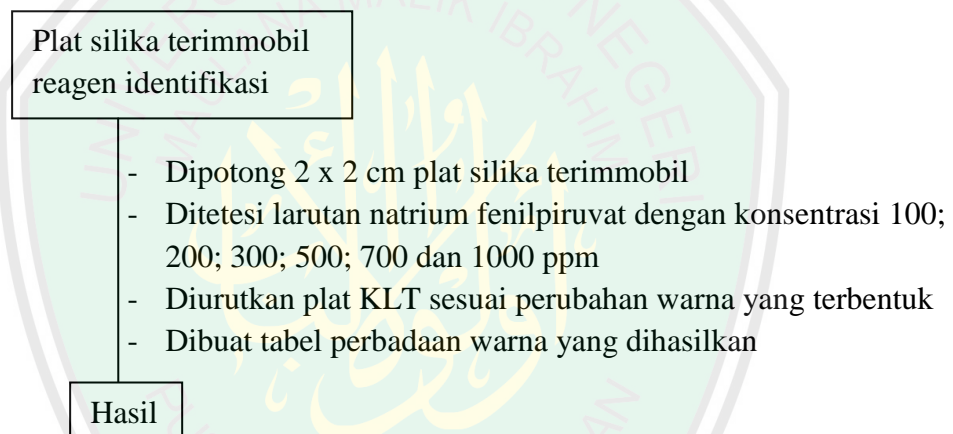 Plat silika terimmobil
reagen identifikasi
- Dipotong 2 x 2 cm plat silika terimmobil
- Ditetesi larutan natrium fenilpiruvat dengan konsentrasi 100;
200; 300; 500; 700 dan 1000 ppm
- Diurutkan plat KLT sesuai perubahan warna yang terbentuk
- Dibuat tabel perbadaan warna yang dihasilkan
Hasil